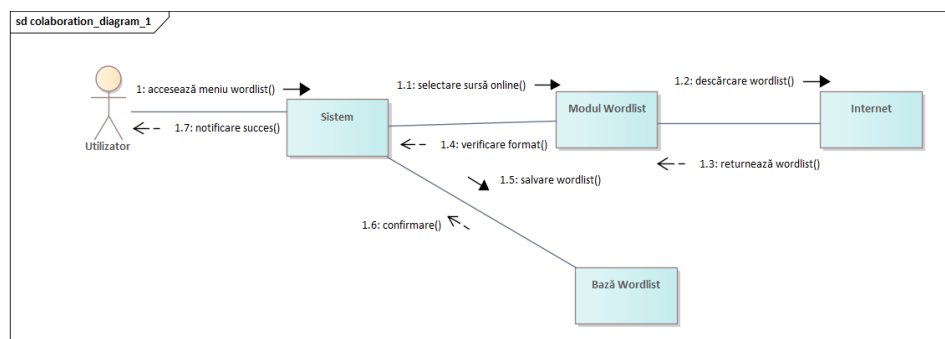 sd colaboration_diagram_1
1: accesează meniu wordlist()
1.1: selectare sursă online()
1.2: descărcare wordlist()
Sistem
Modul Wordlist
Internet
1.7: notificare succes()
Utilizator
1.4: verificare format()
1.3: returnează wordlist()
1.5: salvare wordlist()
1.6: confirmare()
Bază Wordlist